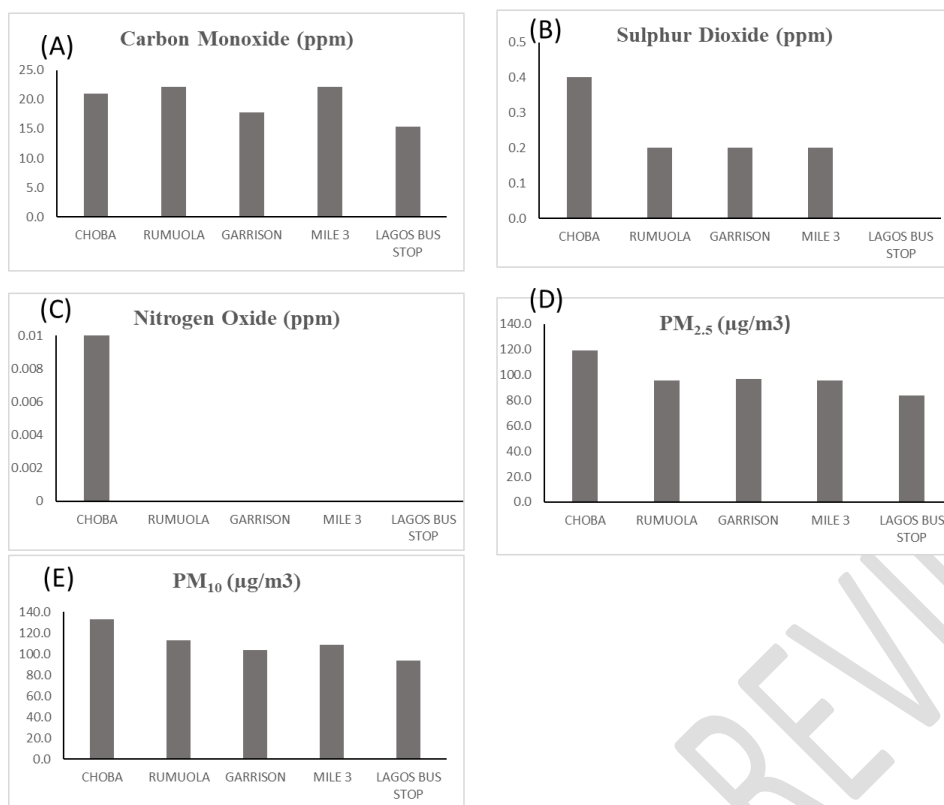 (A)
Carbon Monoxide (ppm)
25.0
20.0
15.0
10.0
5.0
0.0
CHOBA RUMUOLA GARRISON MILE 3 LAGOS BUS
STOP
(B)
Sulphur Dioxide (ppm)
0.5
0.4
0.3
0.2
0.1
0.0
CHOBA RUMUOLA GARRISON MILE 3 LAGOS BUS
STOP
(C)
Nitrogen Oxide (ppm)
0.01
0.008
0.006
0.004
0.002
0
CHOBA RUMUOLA GARRISON MILE 3 LAGOS BUS
STOP
(D)
PM2.5 (µg/m3)
140.0
120.0
100.0
80.0
60.0
40.0
20.0
0.0
CHOBA RUMUOLA GARRISON MILE 3 LAGOS BUS
STOP
(E)
PM10 (µg/m3)
140.0
120.0
100.0
80.0
60.0
40.0
20.0
0.0
CHOBA RUMUOLA GARRISON MILE 3 LAGOS BUS
STOP